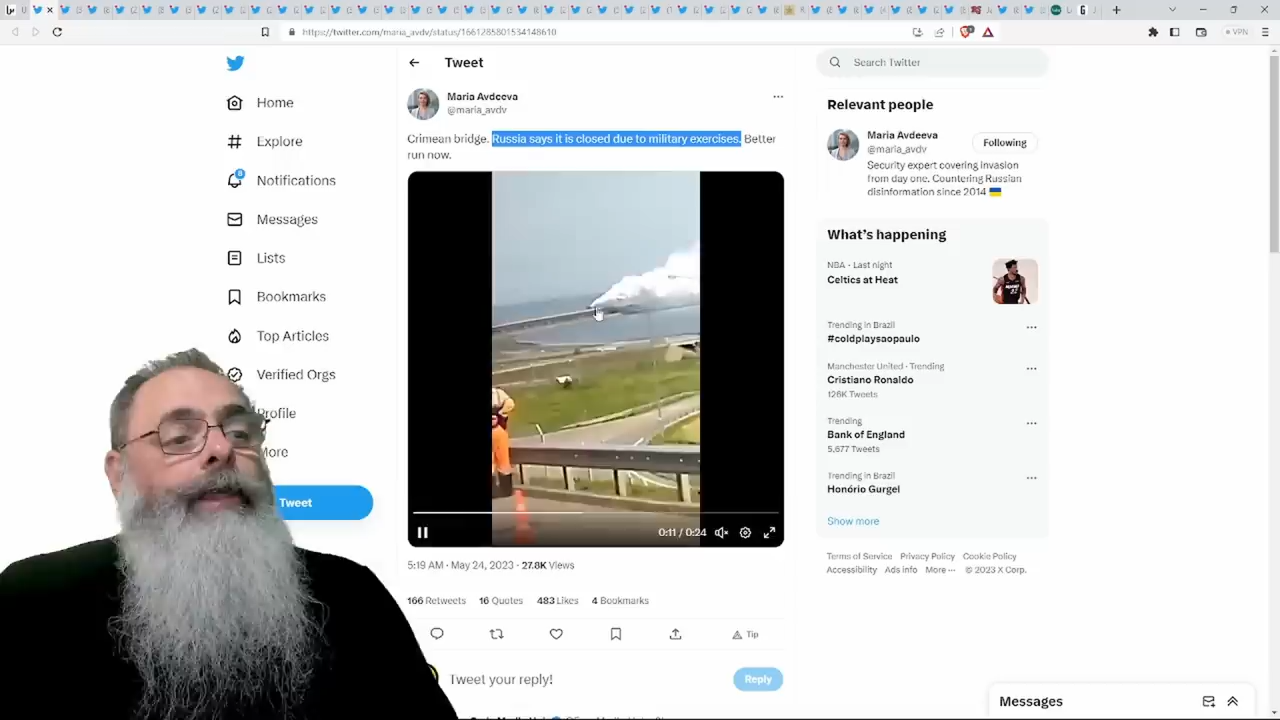 https://twitter.com/maria_avdv/status/1661285801534148610
VPN
Home
Explore
8
Notifications
Messages
Lists
Bookmarks
Top Articles
Verified Orgs
Profile
More
Tweet
Tweet
Maria Avdeeva
@maria_avdv
Crimean bridge. Russia says it is closed due to military exercises. Better
run now.
0:11 / 0:24
5:19 AM · May 24, 2023 · 27.8K Views
166 Retweets 16 Quotes 483 Likes 4 Bookmarks
Tip
Tweet your reply!
Reply
Search Twitter
Relevant people
Maria Avdeeva
@maria_avdv
Following
Security expert covering invasion
from day one. Countering Russian
disinformation since 2014
What's happening
NBA · Last night
Celtics at Heat
Trending in Brazil
#coldplaysaopaulo
Manchester United · Trending
Cristiano Ronaldo
126K Tweets
Trending
Bank of England
5,677 Tweets
Trending in Brazil
Honório Gurgel
Show more
Terms of Service Privacy Policy Cookie Policy
Accessibility Ads info More ··· © 2023 X Corp.
Messages